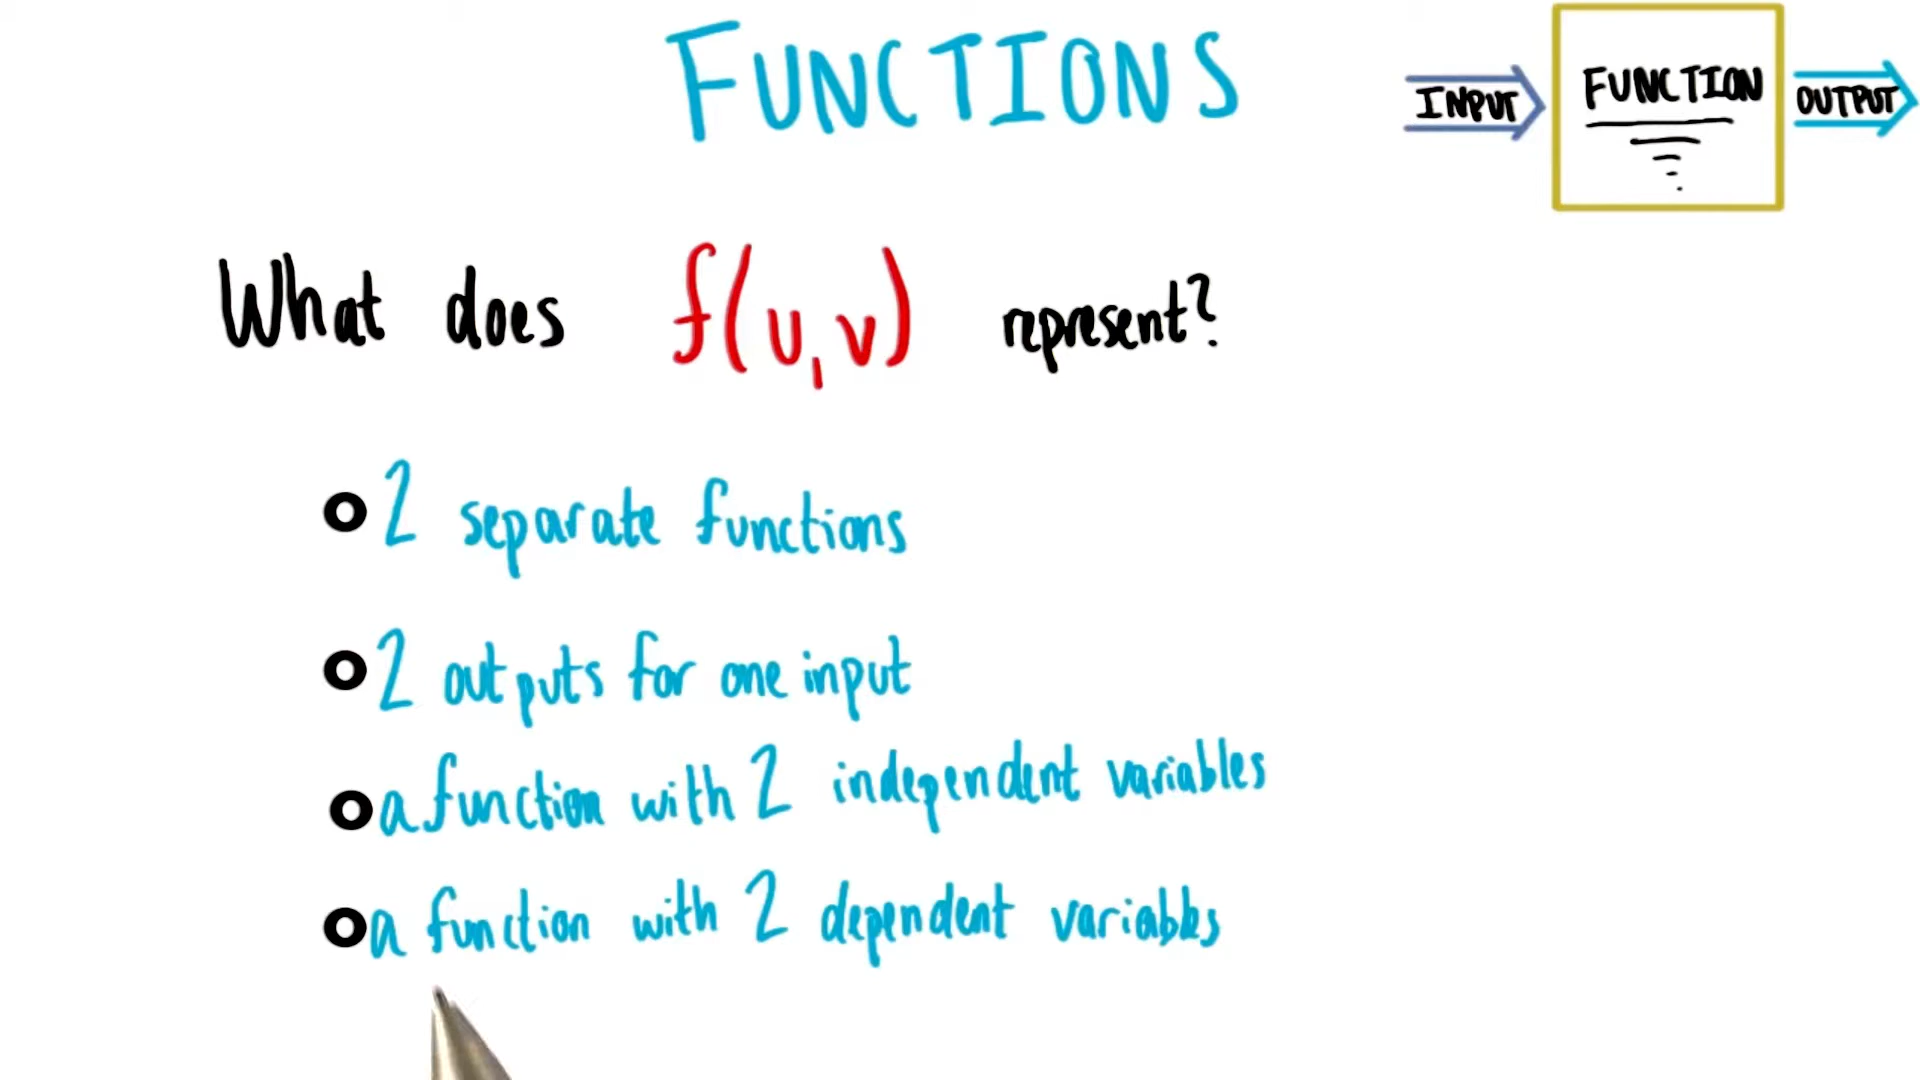 FUNCTIONS
INPUT
FUNCTION
OUTPUT
What does f(u,v) represent?
2 separate functions
2 outputs for one input
a function with 2 independent variables
a function with 2 dependent variables